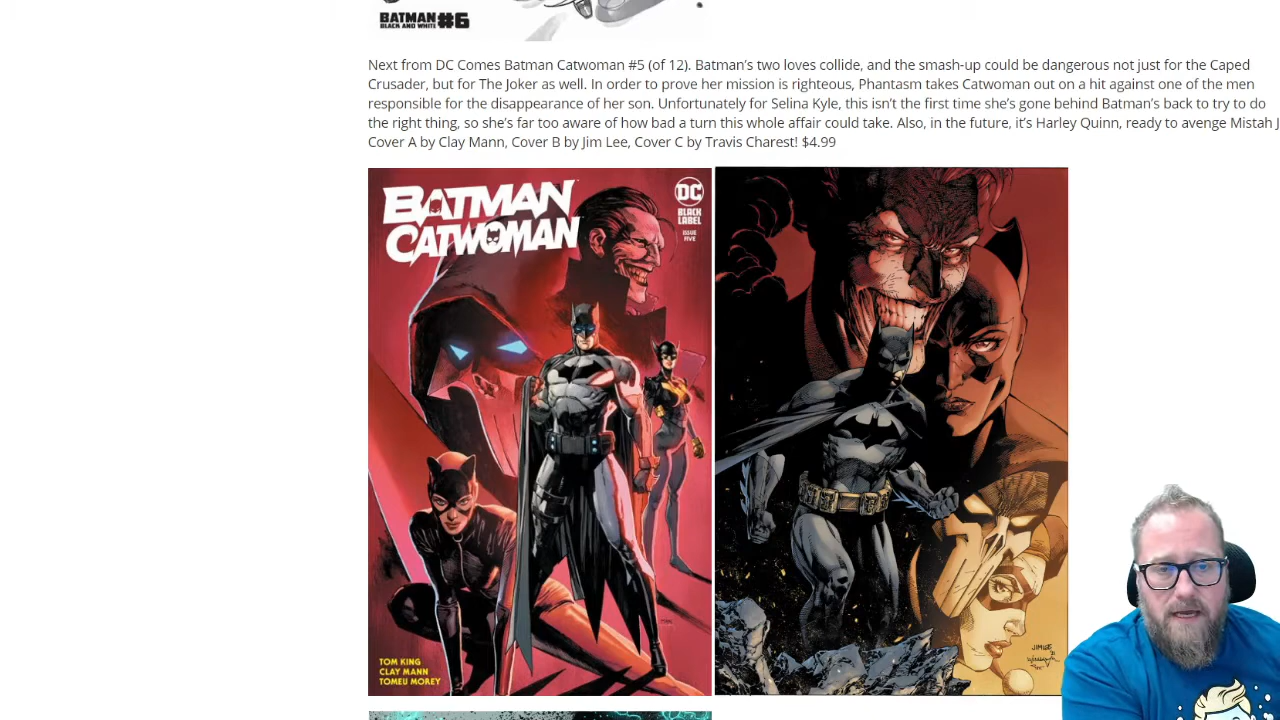 BATMAN #6
BLACK AND WHITE
Next from DC Comes Batman Catwoman #5 (of 12). Batman’s two loves collide, and the smash-up could be dangerous not just for the Caped
Crusader, but for The Joker as well. In order to prove her mission is righteous, Phantasm takes Catwoman out on a hit against one of the men
responsible for the disappearance of her son. Unfortunately for Selina Kyle, this isn’t the first time she’s gone behind Batman’s back to try to do
the right thing, so she’s far too aware of how bad a turn this whole affair could take. Also, in the future, it’s Harley Quinn, ready to avenge Mistah J
Cover A by Clay Mann, Cover B by Jim Lee, Cover C by Travis Charest! $4.99
BATMAN
CATWOMAN
DC
BLACK
LABEL
ISSUE
FIVE
TOM KING
CLAY MANN
TOMEU MOREY
JIM LEE